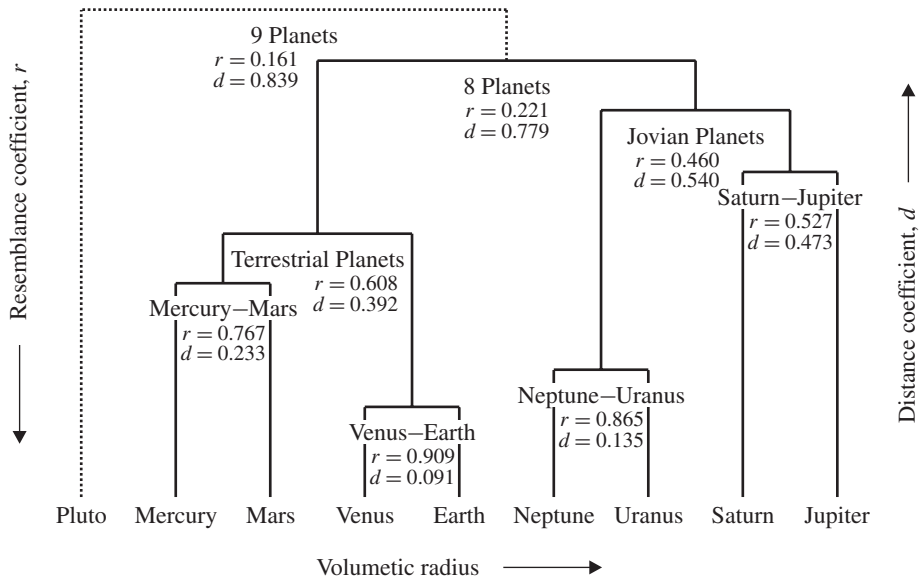 9 Planets
r = 0.161
d = 0.839
8 Planets
r = 0.221
d = 0.779
Jovian Planets
r = 0.460
d = 0.540
Saturn–Jupiter
r = 0.527
d = 0.473
Terrestrial Planets
r = 0.608
d = 0.392
Mercury–Mars
r = 0.767
d = 0.233
Neptune–Uranus
r = 0.865
d = 0.135
Venus–Earth
r = 0.909
d = 0.091
Resemblance coefficient, r
Distance coefficient, d
Pluto Mercury Mars Venus Earth Neptune Uranus Saturn Jupiter
Volumetic radius